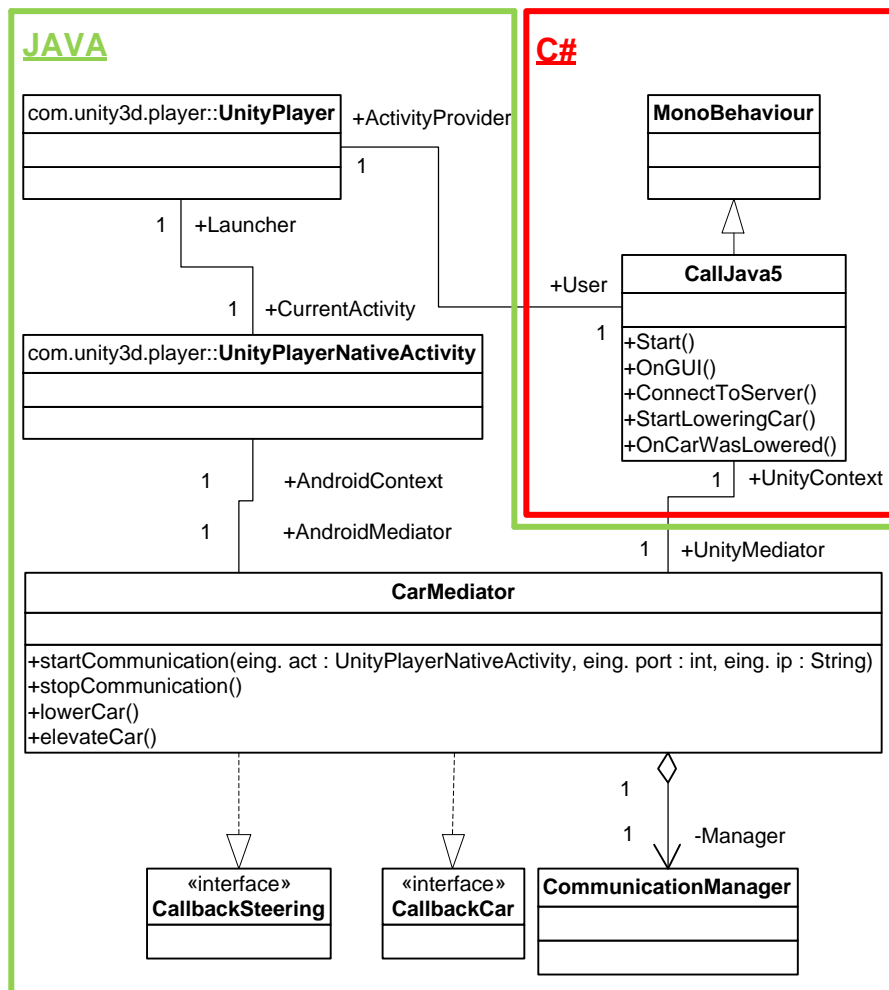 JAVA
C#
com.unity3d.player::UnityPlayer
+ActivityProvider
1
MonoBehaviour
1
+Launcher
+User
1
CallJava5
+Start()
+OnGUI()
+ConnectToServer()
+StartLoweringCar()
+OnCarWasLowered()
1
+CurrentActivity
com.unity3d.player::UnityPlayerNativeActivity
1
+AndroidContext
1
+UnityContext
1
+AndroidMediator
1
+UnityMediator
CarMediator
+startCommunication(eing. act : UnityPlayerNativeActivity, eing. port : int, eing. ip : String)
+stopCommunication()
+lowerCar()
+elevateCar()
1
1
-Manager
«interface»
CallbackSteering
«interface»
CallbackCar
CommunicationManager